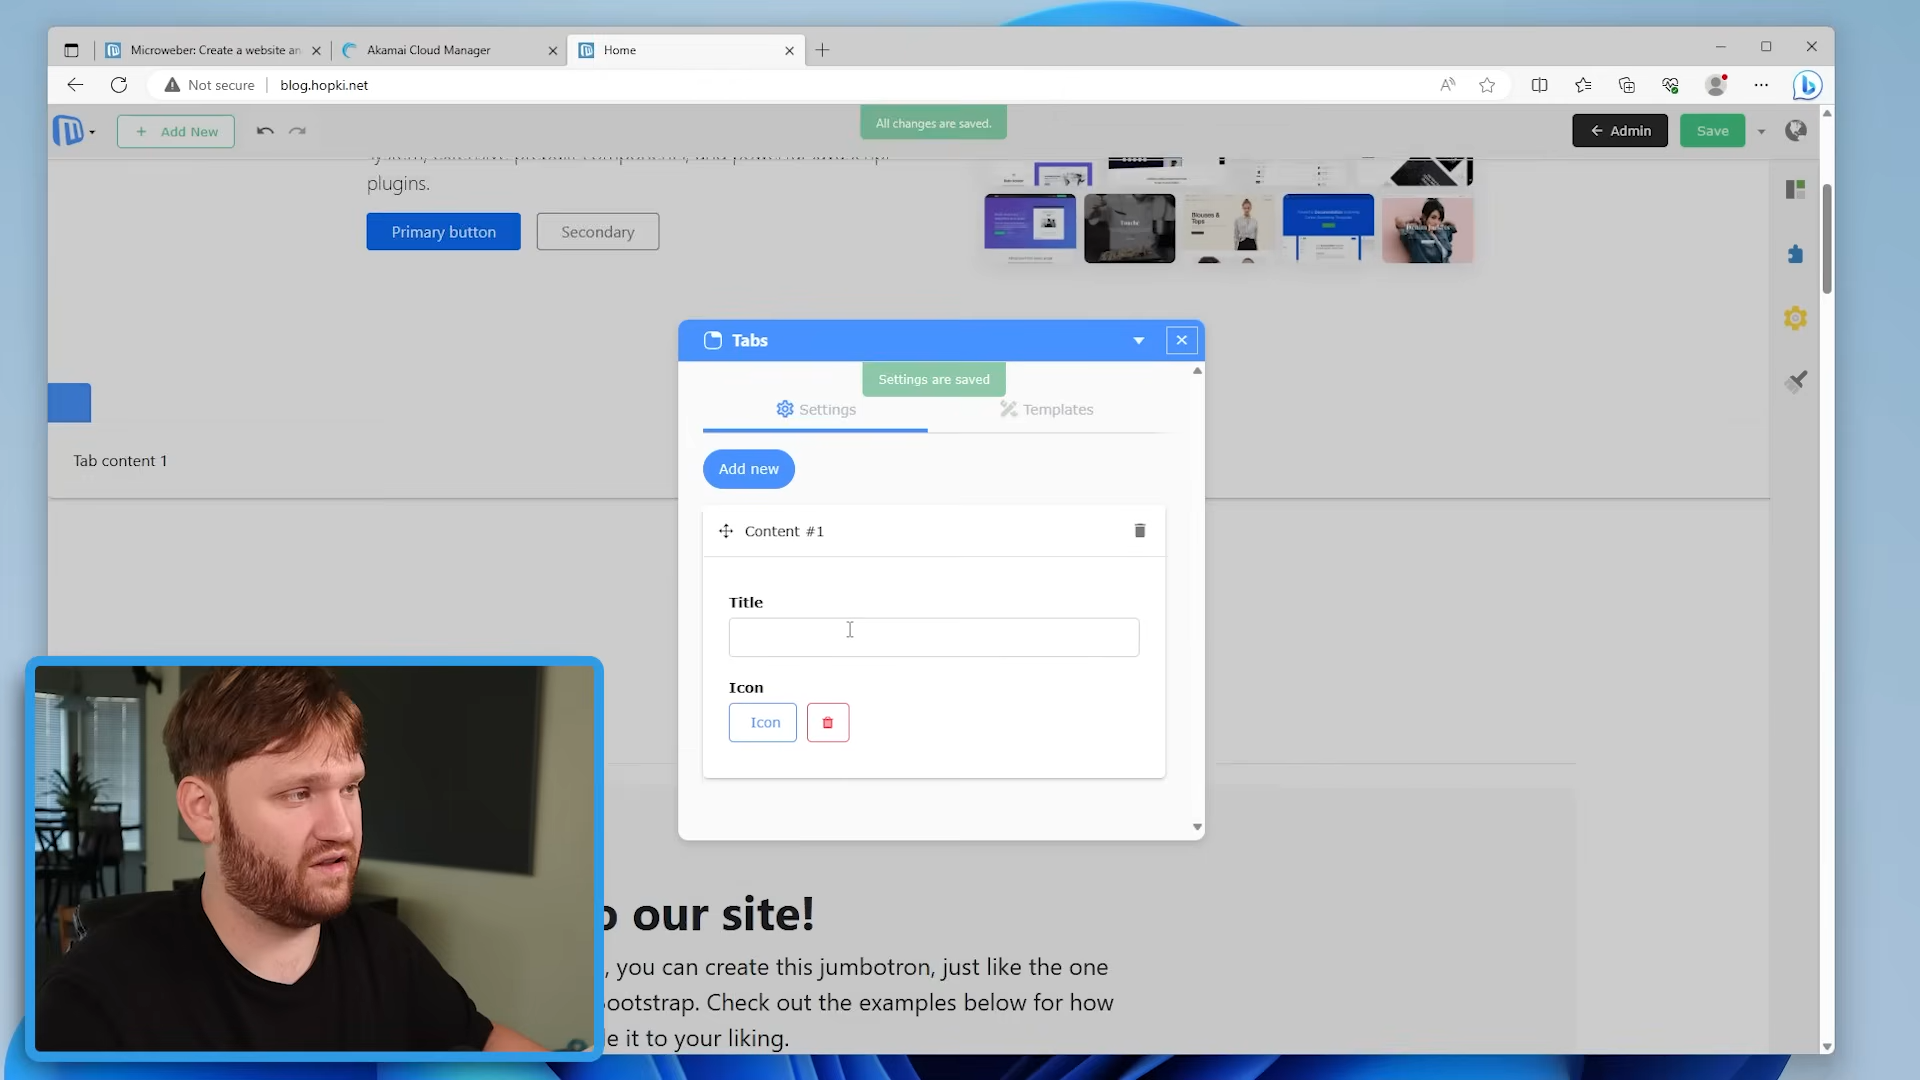 Microweber: Create a website an
Akamai Cloud Manager
Home
Not secure
blog.hopki.net
Add New
All changes are saved.
Admin
Save
plugins.
Primary button
Secondary
Blouses &
Tops
Tabs
Settings are saved
Settings
Templates
Add new
Tab content 1
Content #1
Title
Icon
Icon
o our site!
, you can create this jumbotron, just like the one
ootstrap. Check out the examples below for how
e it to your liking.